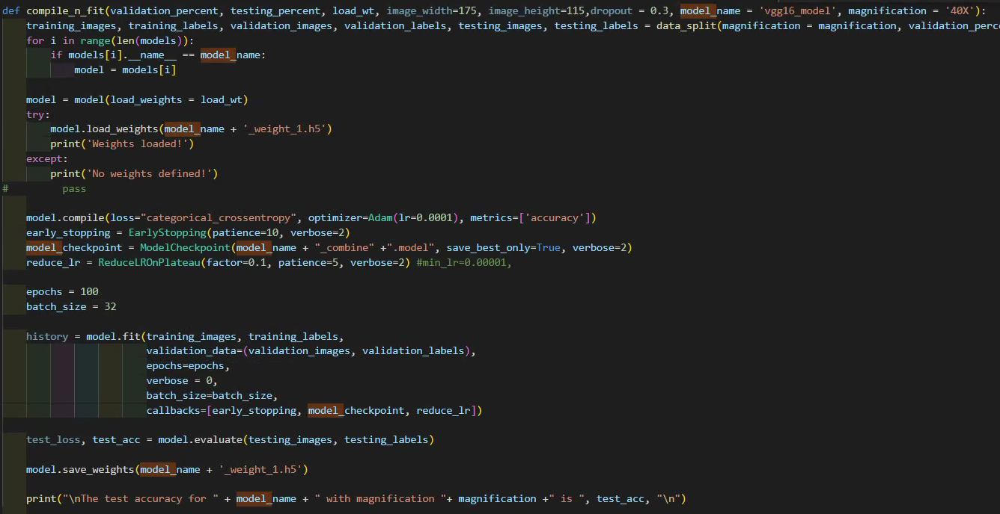 def compile_n_fit(validation_percent, testing_percent, load_wt, image_width=175, image_height=115,dropout = 0.3, model_name = 'vgg16_model', magnification = '40X'):
    training_images, training_labels, validation_images, validation_labels, testing_images, testing_labels = data_split(magnification = magnification, validation_perc
    for i in range(len(models)):
        if models[i].__name__ == model_name:
            model = models[i]

    model = model(load_weights = load_wt)
    try:
        model.load_weights(model_name + '_weight_1.h5')
        print('Weights loaded!')
    except:
        print('No weights defined!')
#         pass

    model.compile(loss="categorical_crossentropy", optimizer=Adam(lr=0.0001), metrics=['accuracy'])
    early_stopping = EarlyStopping(patience=10, verbose=2)
    model_checkpoint = ModelCheckpoint(model_name + "_combine" +".model", save_best_only=True, verbose=2)
    reduce_lr = ReduceLROnPlateau(factor=0.1, patience=5, verbose=2) #min_lr=0.00001,

    epochs = 100
    batch_size = 32

    history = model.fit(training_images, training_labels,
                        validation_data=(validation_images, validation_labels),
                        epochs=epochs,
                        verbose = 0,
                        batch_size=batch_size,
                        callbacks=[early_stopping, model_checkpoint, reduce_lr])

    test_loss, test_acc = model.evaluate(testing_images, testing_labels)

    model.save_weights(model_name + '_weight_1.h5')

    print("\nThe test accuracy for " + model_name + " with magnification "+ magnification +" is ", test_acc, "\n")